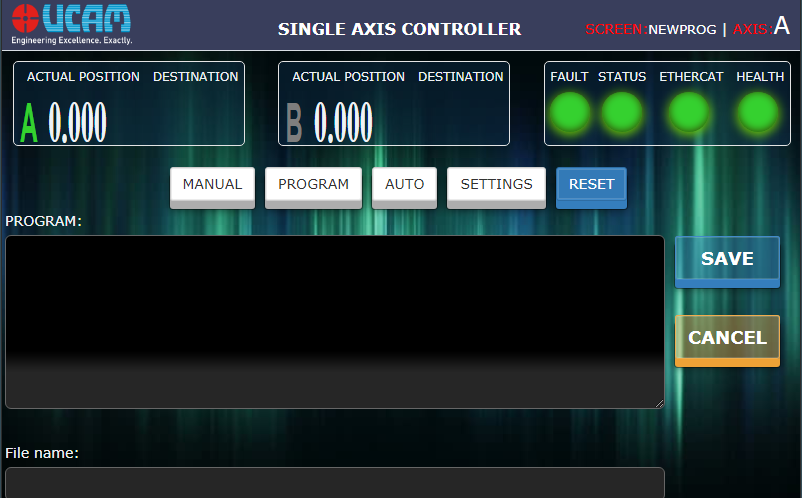 UCAM
Engineering Excellence. Exactly.
SINGLE AXIS CONTROLLER
SCREEN:NEWPROG | AXIS:A
ACTUAL POSITION DESTINATION
A 0.000
ACTUAL POSITION DESTINATION
B 0.000
FAULT STATUS ETHERCAT HEALTH
MANUAL PROGRAM AUTO SETTINGS RESET
PROGRAM:
SAVE
CANCEL
File name: